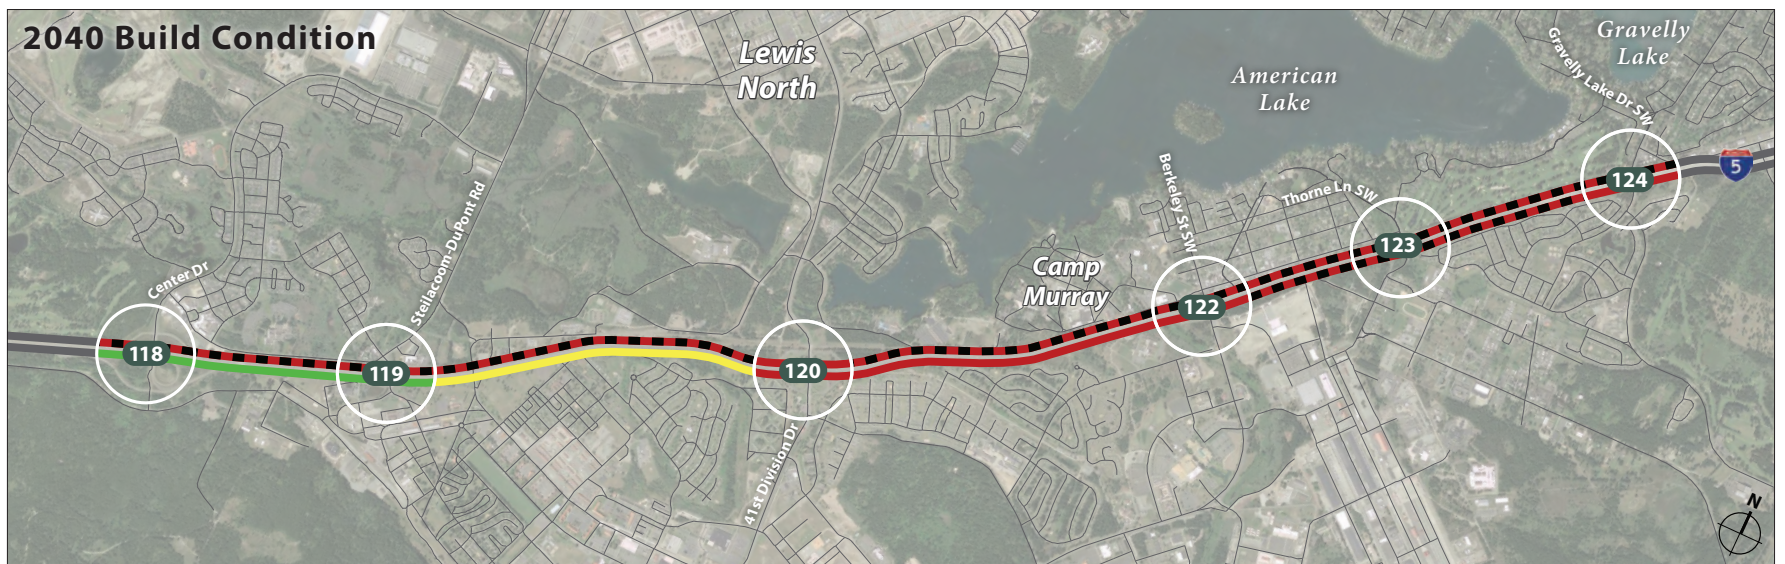 2040 Build Condition
Lewis
North
American
Lake
Gravelly
Lake
Gravelly Lake Dr SW
Berkeley St SW
Thorne Ln SW
Steilacoom-DuPont Rd
Center Dr
Camp
Murray
41st Division Dr
118
119
120
122
123
124
5
N